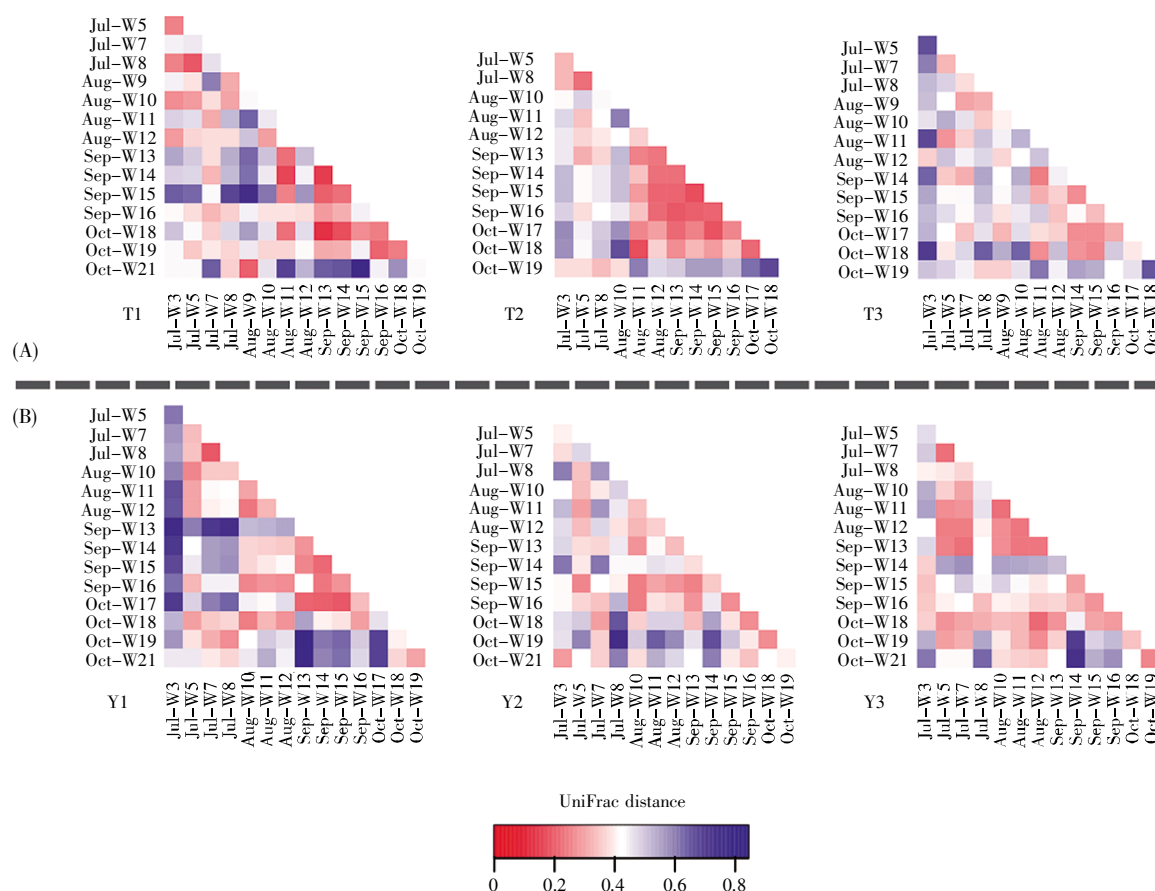 Jul–W5
Jul–W7
Jul–W8
Aug–W9
Aug–W10
Aug–W11
Aug–W12
Sep–W13
Sep–W14
Sep–W15
Sep–W16
Oct–W18
Oct–W19
Oct–W21
T1
Jul–W3
Jul–W5
Jul–W7
Jul–W8
Aug–W9
Aug–W10
Aug–W11
Aug–W12
Sep–W13
Sep–W14
Sep–W15
Sep–W16
Oct–W18
Oct–W19
Jul–W5
Jul–W8
Aug–W10
Aug–W11
Aug–W12
Sep–W13
Sep–W14
Sep–W15
Sep–W16
Oct–W17
Oct–W18
Oct–W19
T2
Jul–W3
Jul–W5
Jul–W8
Aug–W10
Aug–W11
Aug–W12
Sep–W13
Sep–W14
Sep–W15
Sep–W16
Oct–W17
Oct–W18
Jul–W5
Jul–W7
Jul–W8
Aug–W9
Aug–W10
Aug–W11
Aug–W12
Sep–W14
Sep–W15
Sep–W16
Oct–W17
Oct–W18
Oct–W19
T3
Jul–W3
Jul–W5
Jul–W7
Jul–W8
Aug–W9
Aug–W10
Aug–W11
Aug–W12
Sep–W14
Sep–W15
Sep–W16
Oct–W17
Oct–W18
(A)
(B)
Jul–W5
Jul–W7
Jul–W8
Aug–W10
Aug–W11
Aug–W12
Sep–W13
Sep–W14
Sep–W15
Sep–W16
Oct–W17
Oct–W18
Oct–W19
Oct–W21
Y1
Jul–W3
Jul–W5
Jul–W7
Jul–W8
Aug–W10
Aug–W11
Aug–W12
Sep–W13
Sep–W14
Sep–W15
Sep–W16
Oct–W17
Oct–W18
Oct–W19
Jul–W5
Jul–W7
Jul–W8
Aug–W10
Aug–W11
Aug–W12
Sep–W13
Sep–W14
Sep–W15
Sep–W16
Oct–W18
Oct–W19
Oct–W21
Y2
Jul–W3
Jul–W5
Jul–W7
Jul–W8
Aug–W10
Aug–W11
Aug–W12
Sep–W13
Sep–W14
Sep–W15
Sep–W16
Oct–W18
Oct–W19
Jul–W5
Jul–W7
Jul–W8
Aug–W10
Aug–W11
Aug–W12
Sep–W13
Sep–W14
Sep–W15
Sep–W16
Oct–W18
Oct–W19
Oct–W21
Y3
Jul–W3
Jul–W5
Jul–W7
Jul–W8
Aug–W10
Aug–W11
Aug–W12
Sep–W13
Sep–W14
Sep–W15
Sep–W16
Oct–W18
Oct–W19
UniFrac distance
0 0.2 0.4 0.6 0.8